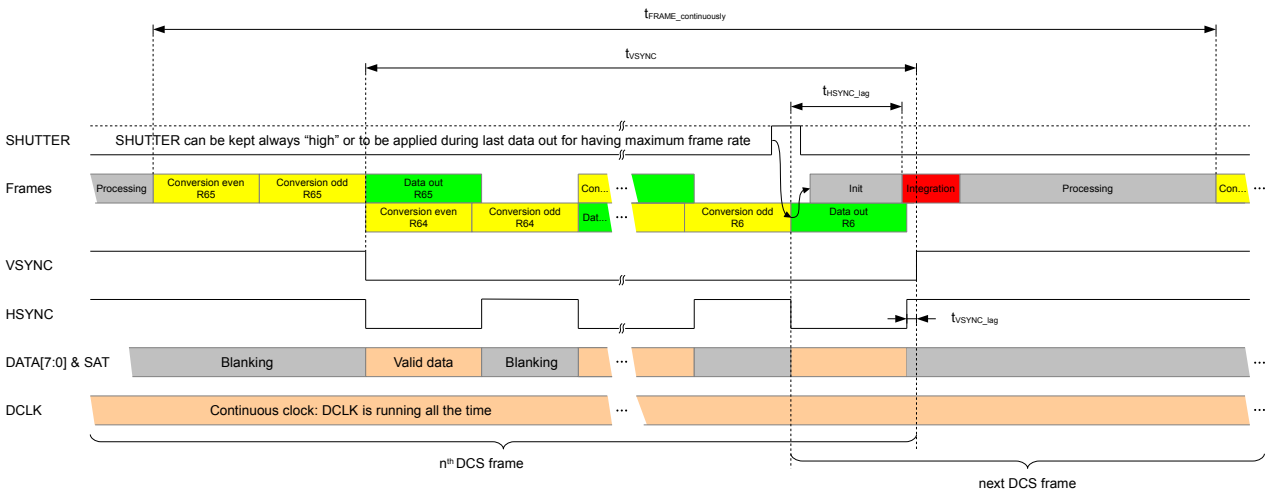 tFRAME_continuously
tVSYNC
tHSYNC_lag
SHUTTER
SHUTTER can be kept always “high” or to be applied during last data out for having maximum frame rate
Frames
Processing
Conversion even
R65
Conversion odd
R65
Data out
R65
Con...
...
Init
Integration
Processing
Con...
...
Conversion even
R64
Conversion odd
R64
Dat...
...
Conversion odd
R6
Data out
R6
VSYNC
HSYNC
tVSYNC_lag
DATA[7:0] & SAT
Blanking
Valid data
Blanking
...
...
DCLK
Continuous clock: DCLK is running all the time
...
...
nth DCS frame
next DCS frame